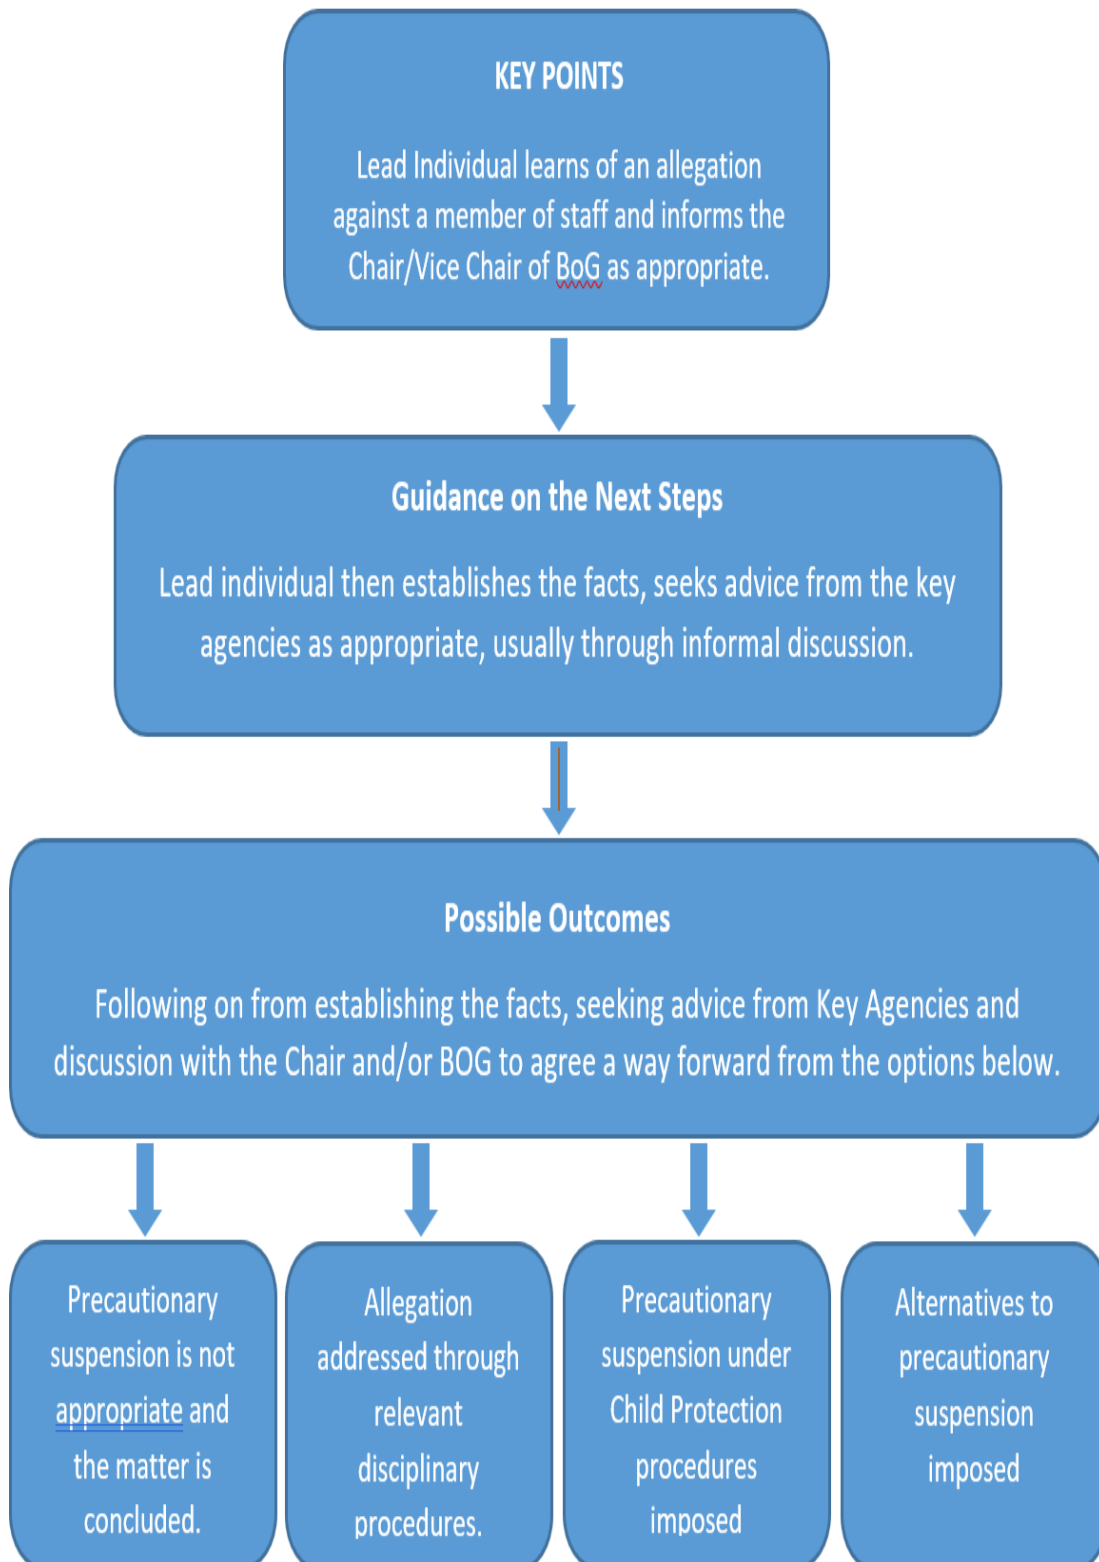 KEY POINTS
Lead Individual learns of an allegation
against a member of staff and informs the
Chair/Vice Chair of BoG as appropriate.
Guidance on the Next Steps
Lead individual then establishes the facts, seeks advice from the key
agencies as appropriate, usually through informal discussion.
Possible Outcomes
Following on from establishing the facts, seeking advice from Key Agencies and
discussion with the Chair and/or BOG to agree a way forward from the options below.
Precautionary
suspension is not
appropriate and
the matter is
concluded.
Allegation
addressed through
relevant
disciplinary
procedures.
Precautionary
suspension under
Child Protection
procedures
imposed
Alternatives to
precautionary
suspension
imposed